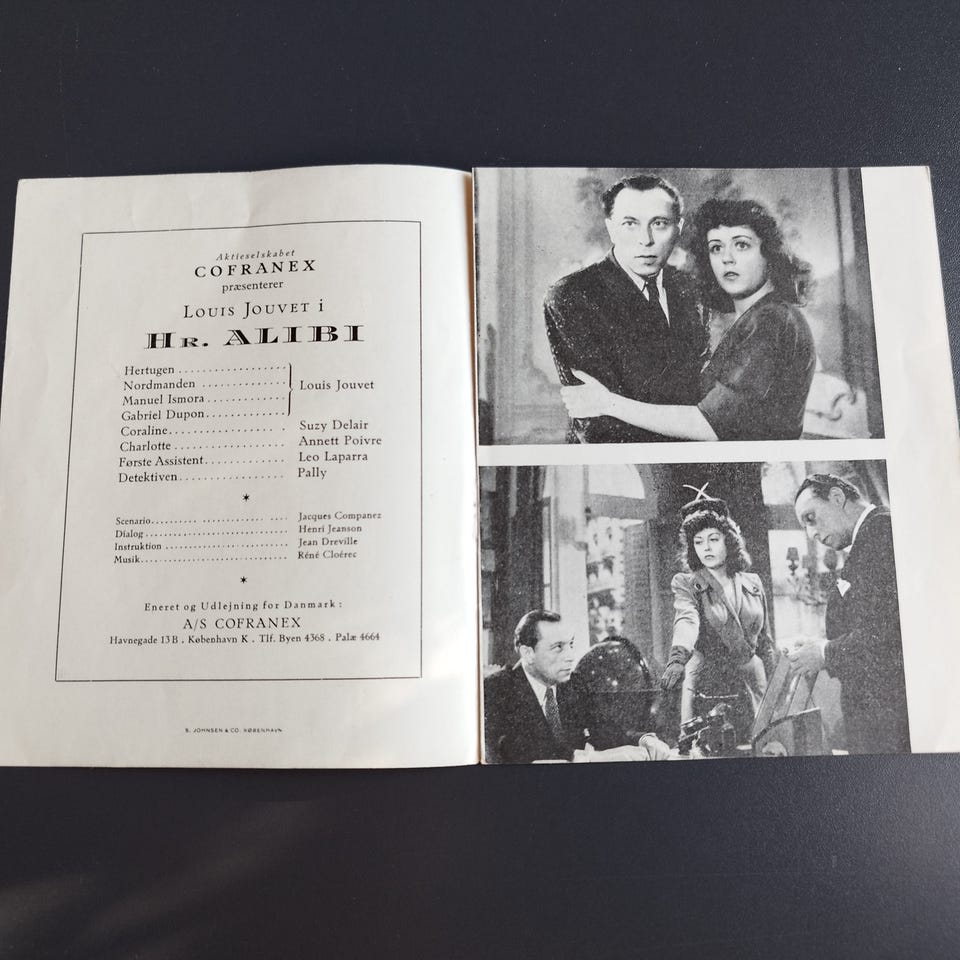 Aktieselskabet
COFRANEX
præsenterer
LOUIS JOUVET i
HR. ALIBI
Hertugen ..................
Nordmanden .............. Louis Jouvet
Manuel Ismora .............
Gabriel Dupon.............
Coraline.................... Suzy Delair
Charlotte ................... Annett Poivre
Første Assistent............. Leo Laparra
Detektiven.................. Pally
Scenario..................... Jacques Companez
Dialog ...................... Henri Jeanson
Instruktion .................. Jean Dreville
Musik........................ Réné Cloérec
Eneret og Udlejning for Danmark:
A/S COFRANEX
Havnegade 13 B . København K . Tlf. Byen 4368 . Palæ 4664
S. JOHNSEN & CO. KØBENHAVN